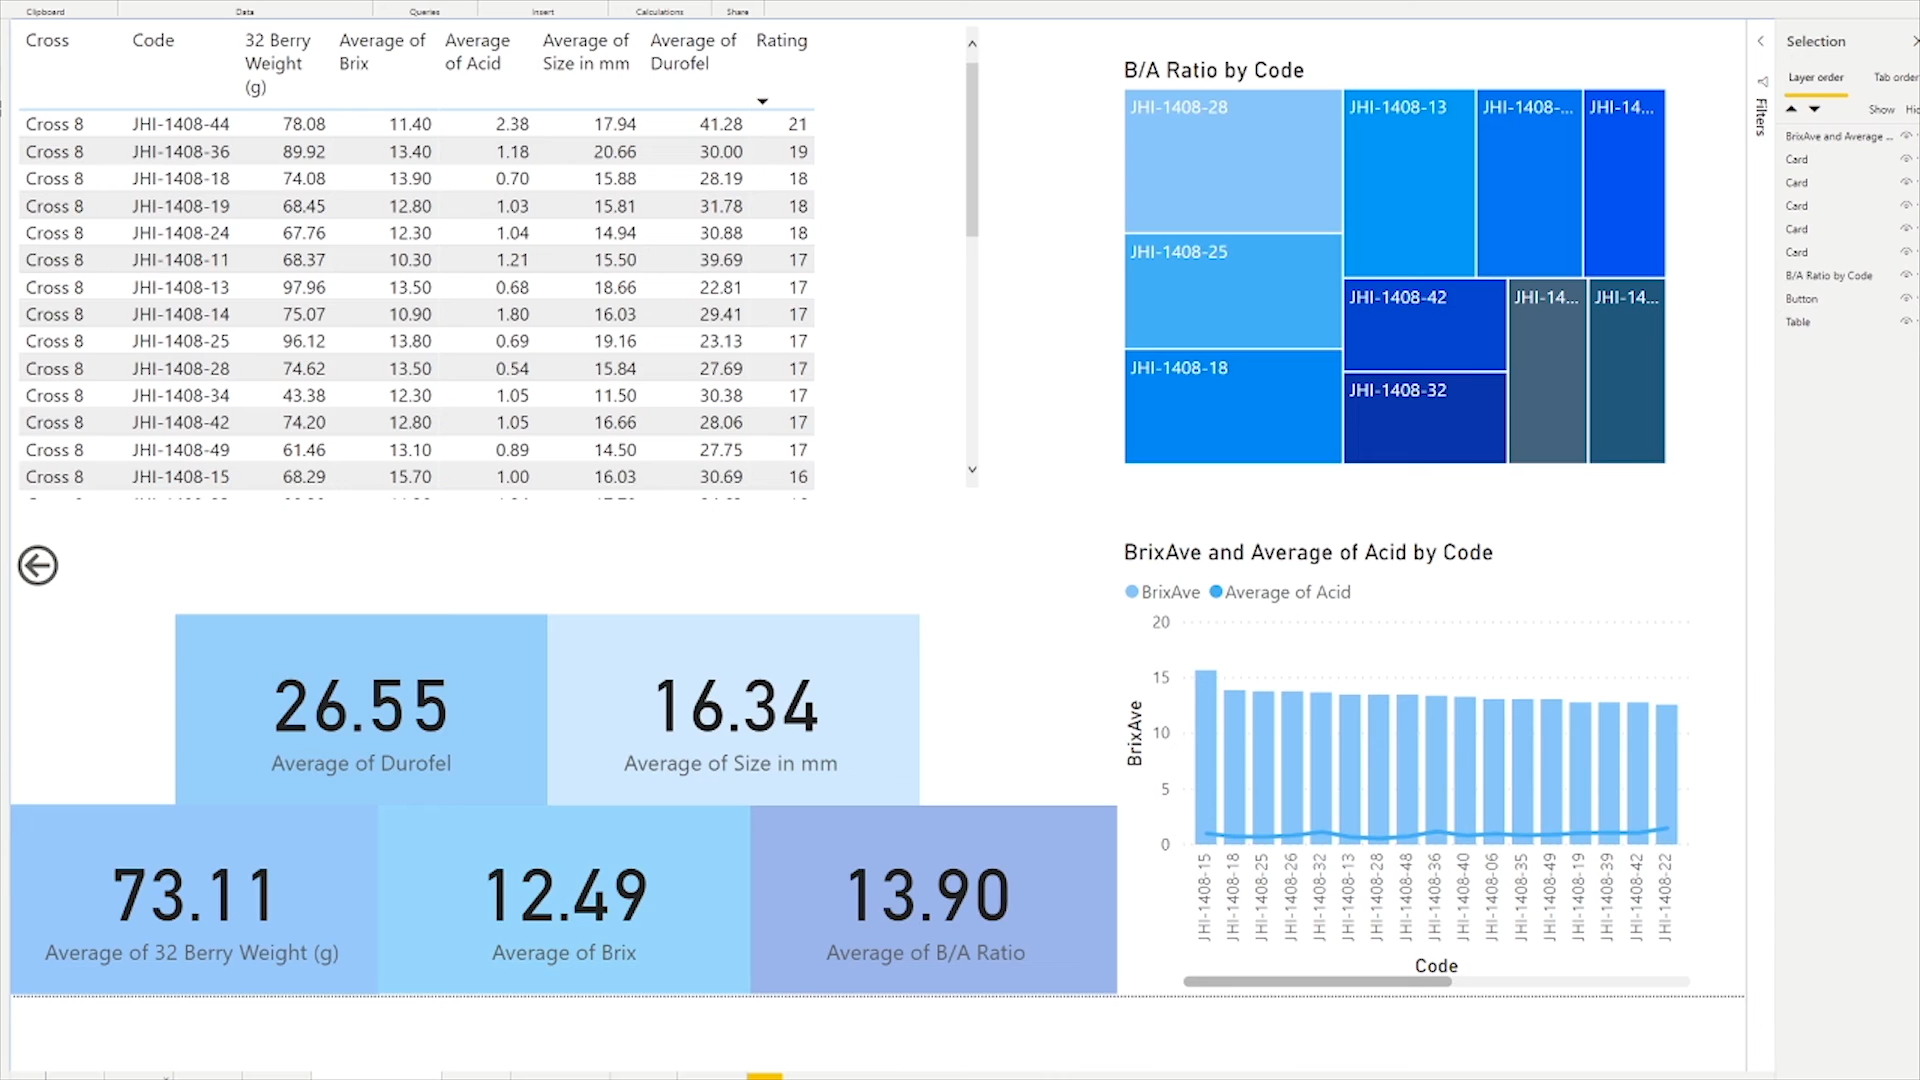 Clipboard Data Queries Insert Calculations Share
Cross Code 32 Berry Weight (g) Average of Brix Average of Acid Average of Size in mm Average of Durofel Rating
Cross 8 JHI-1408-44 78.08 11.40 2.38 17.94 41.28 21
Cross 8 JHI-1408-36 89.92 13.40 1.18 20.66 30.00 19
Cross 8 JHI-1408-18 74.08 13.90 0.70 15.88 28.19 18
Cross 8 JHI-1408-19 68.45 12.80 1.03 15.81 31.78 18
Cross 8 JHI-1408-24 67.76 12.30 1.04 14.94 30.88 18
Cross 8 JHI-1408-11 68.37 10.30 1.21 15.50 39.69 17
Cross 8 JHI-1408-13 97.96 13.50 0.68 18.66 22.81 17
Cross 8 JHI-1408-14 75.07 10.90 1.80 16.03 29.41 17
Cross 8 JHI-1408-25 96.12 13.80 0.69 19.16 23.13 17
Cross 8 JHI-1408-28 74.62 13.50 0.54 15.84 27.69 17
Cross 8 JHI-1408-34 43.38 12.30 1.05 11.50 30.38 17
Cross 8 JHI-1408-42 74.20 12.80 1.05 16.66 28.06 17
Cross 8 JHI-1408-49 61.46 13.10 0.89 14.50 27.75 17
Cross 8 JHI-1408-15 68.29 15.70 1.00 16.03 30.69 16
B/A Ratio by Code
JHI-1408-28
JHI-1408-13
JHI-1408-...
JHI-14...
JHI-1408-25
JHI-1408-42
JHI-14...
JHI-14...
JHI-1408-18
JHI-1408-32
BrixAve and Average of Acid by Code
BrixAve Average of Acid
20
15
10
5
0
BrixAve
JHI-1408-15
JHI-1408-18
JHI-1408-25
JHI-1408-26
JHI-1408-32
JHI-1408-13
JHI-1408-28
JHI-1408-48
JHI-1408-36
JHI-1408-40
JHI-1408-06
JHI-1408-35
JHI-1408-49
JHI-1408-19
JHI-1408-39
JHI-1408-42
JHI-1408-22
Code
26.55
Average of Durofel
16.34
Average of Size in mm
73.11
Average of 32 Berry Weight (g)
12.49
Average of Brix
13.90
Average of B/A Ratio
Filters
Selection
Layer order Tab order
Show
BrixAve and Average ...
Card
Card
Card
Card
Card
B/A Ratio by Code
Button
Table